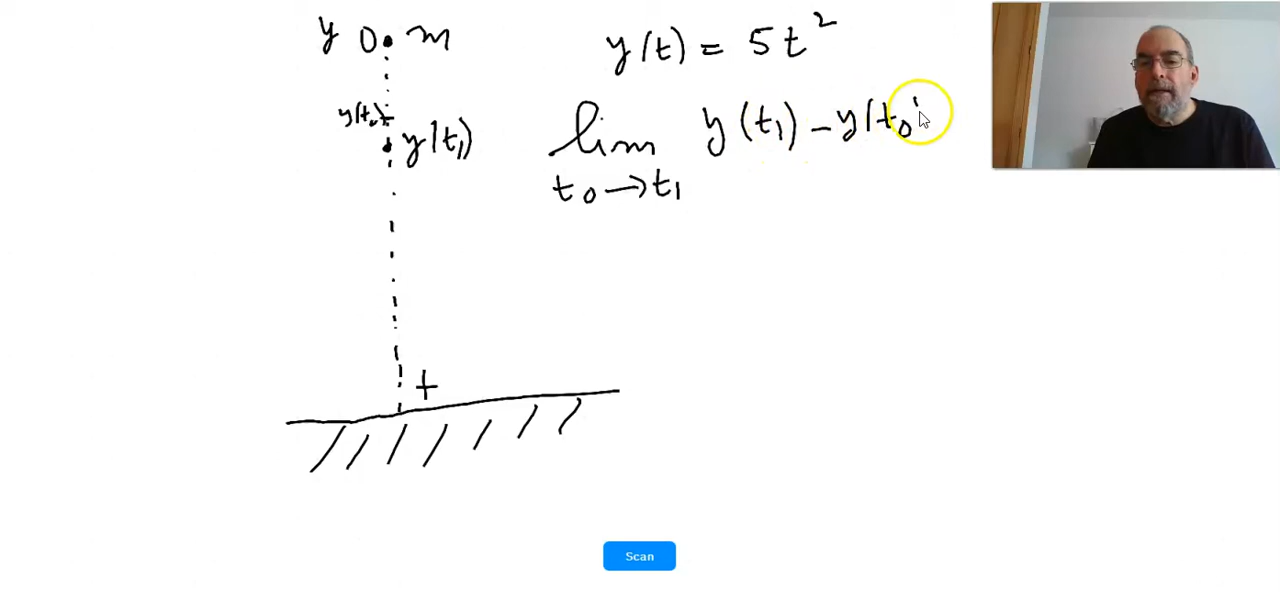 y 0 m
y(t) = 5t²
y(t₀)
y(t₁)
lim y(t₁) - y(t₀
t₀ → t₁
+
Scan